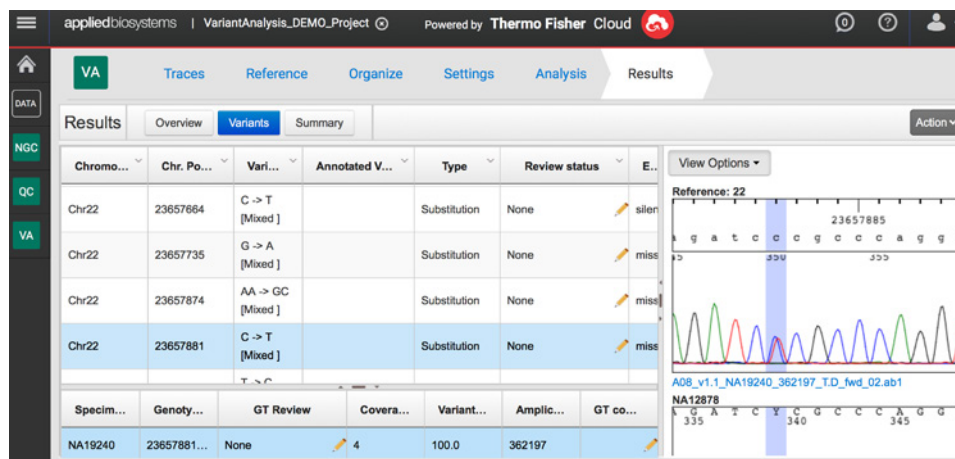 appliedbiosystems | VariantAnalysis_DEMO_Project Powered by Thermo Fisher Cloud 0 ?
VA Traces Reference Organize Settings Analysis Results
DATA
Results Overview Variants Summary Action
NGC
QC
VA
Chromo... Chr. Po... Vari... Annotated V... Type Review status E..
Chr22 23657664 C -> T [Mixed ] Substitution None silen
Chr22 23657735 G -> A [Mixed ] Substitution None miss
Chr22 23657874 AA -> GC [Mixed ] Substitution None miss
Chr22 23657881 C -> T [Mixed ] Substitution None miss
Specim... Genoty... GT Review Covera... Variant... Amplic... GT co...
NA19240 23657881... None 4 100.0 362197
View Options
Reference: 22
23657885
a g a t c c c g c c c a g g
350 355
A08_v1.1_NA19240_362197_T.D_fwd_02.ab1
NA12878
A G A T C Y C G C C C A G G
335 340 345